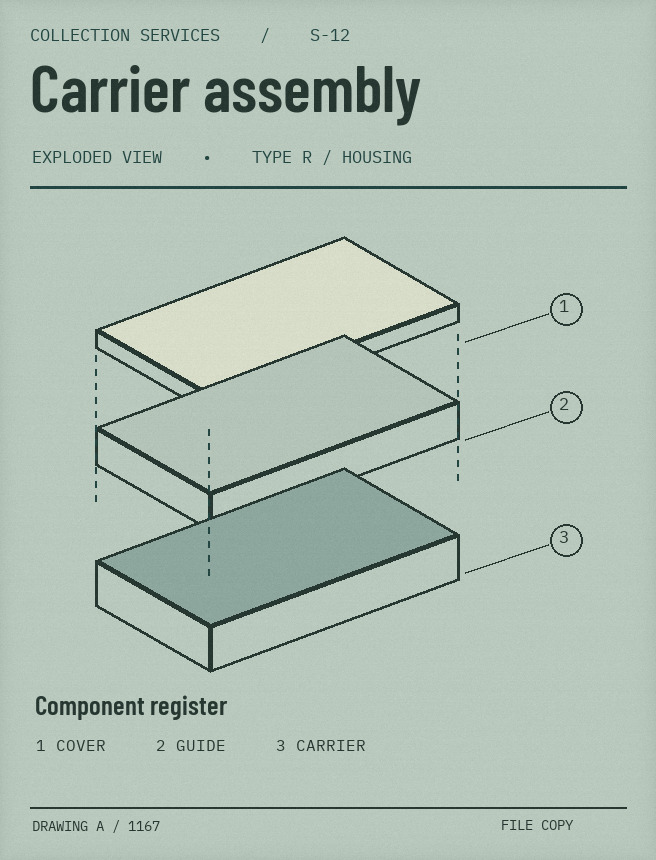 COLLECTION SERVICES / S-12
Carrier assembly
EXPLODED VIEW • TYPE R / HOUSING
1
2
3
Component register
1 COVER 2 GUIDE 3 CARRIER
DRAWING A / 1167 FILE COPY